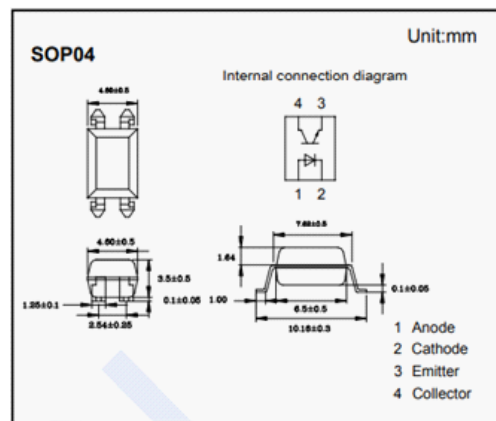 Unit:mm
SOP04
Internal connection diagram
4.60±0.5
4 3
1 2
4.60±0.5
3.5±0.5
0.1±0.05
1.25±0.1
2.54±0.25
7.62±0.5
1.64
0.1±0.05
1.00
6.5±0.5
10.16±0.3
1 Anode
2 Cathode
3 Emitter
4 Collector